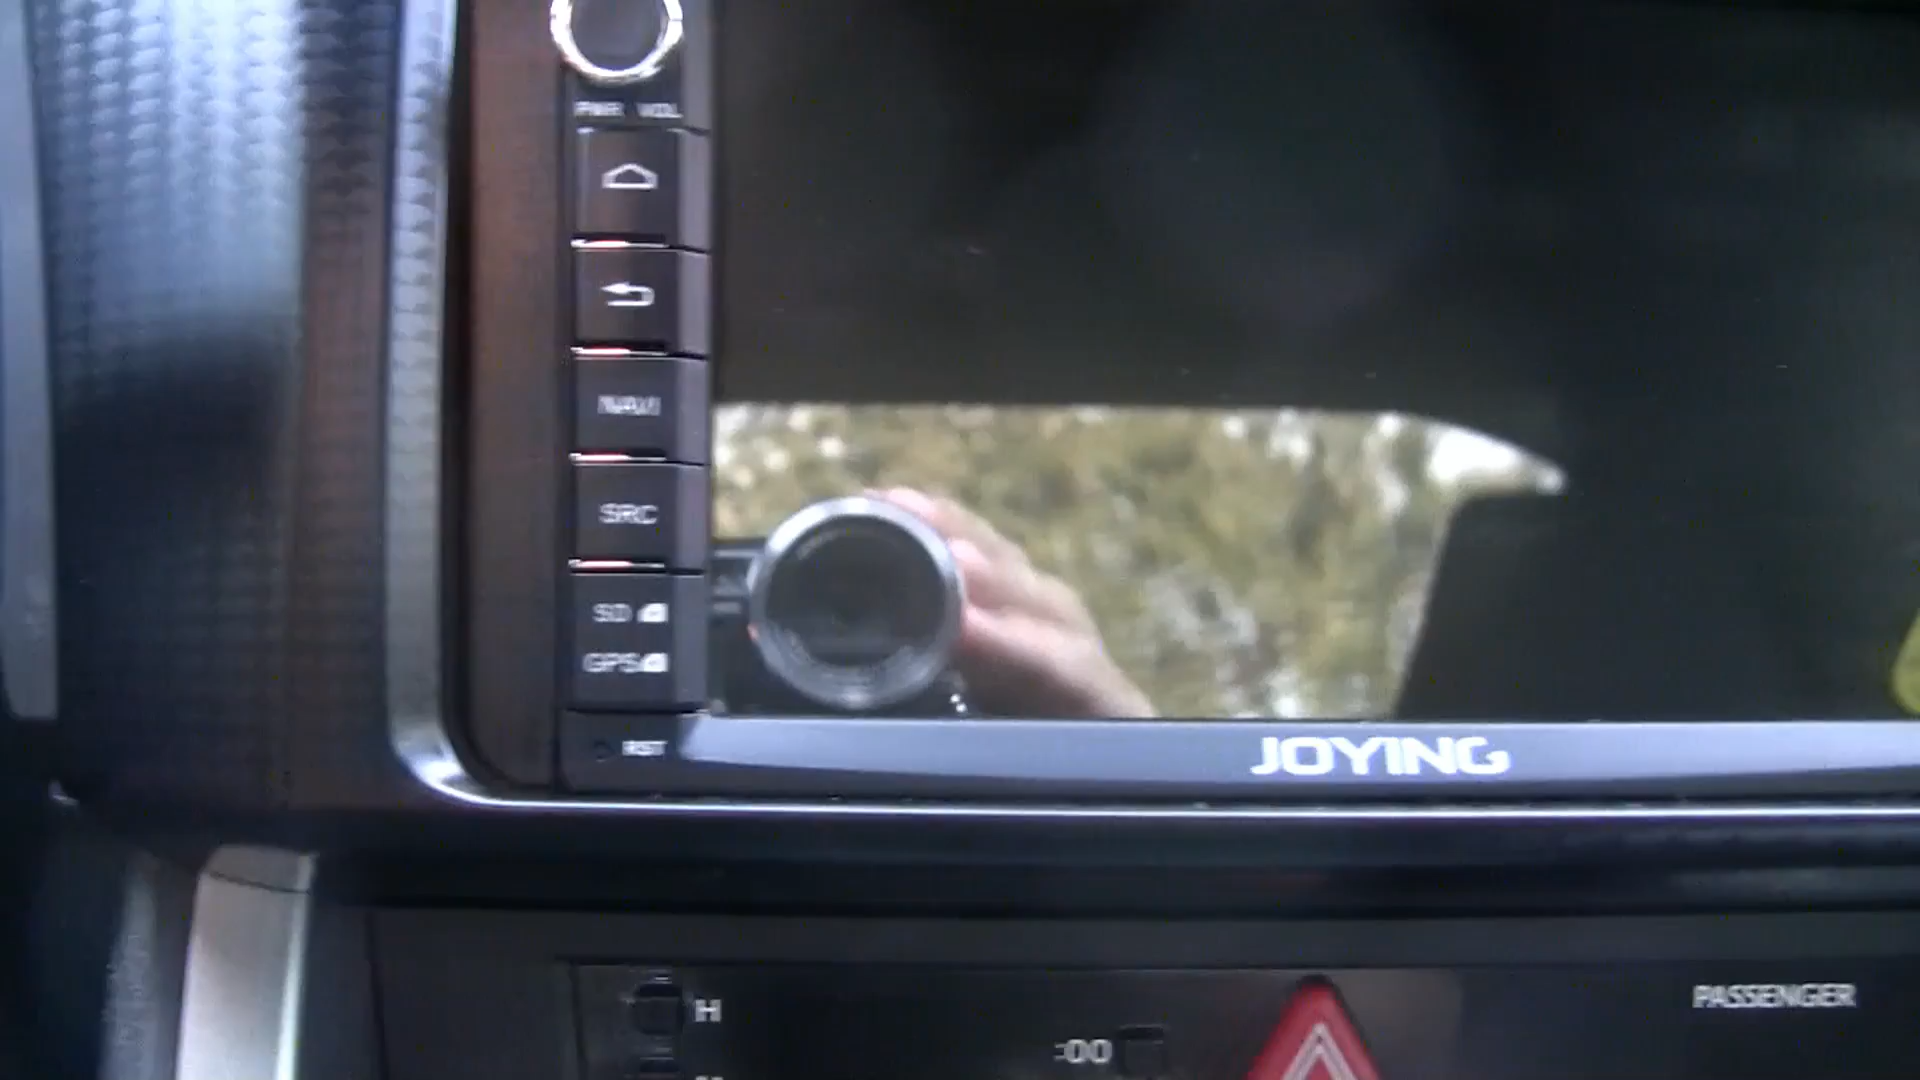 PWR VOL
NAVI
SRC
SD
GPS
RST
JOYING
PASSENGER
H
:00